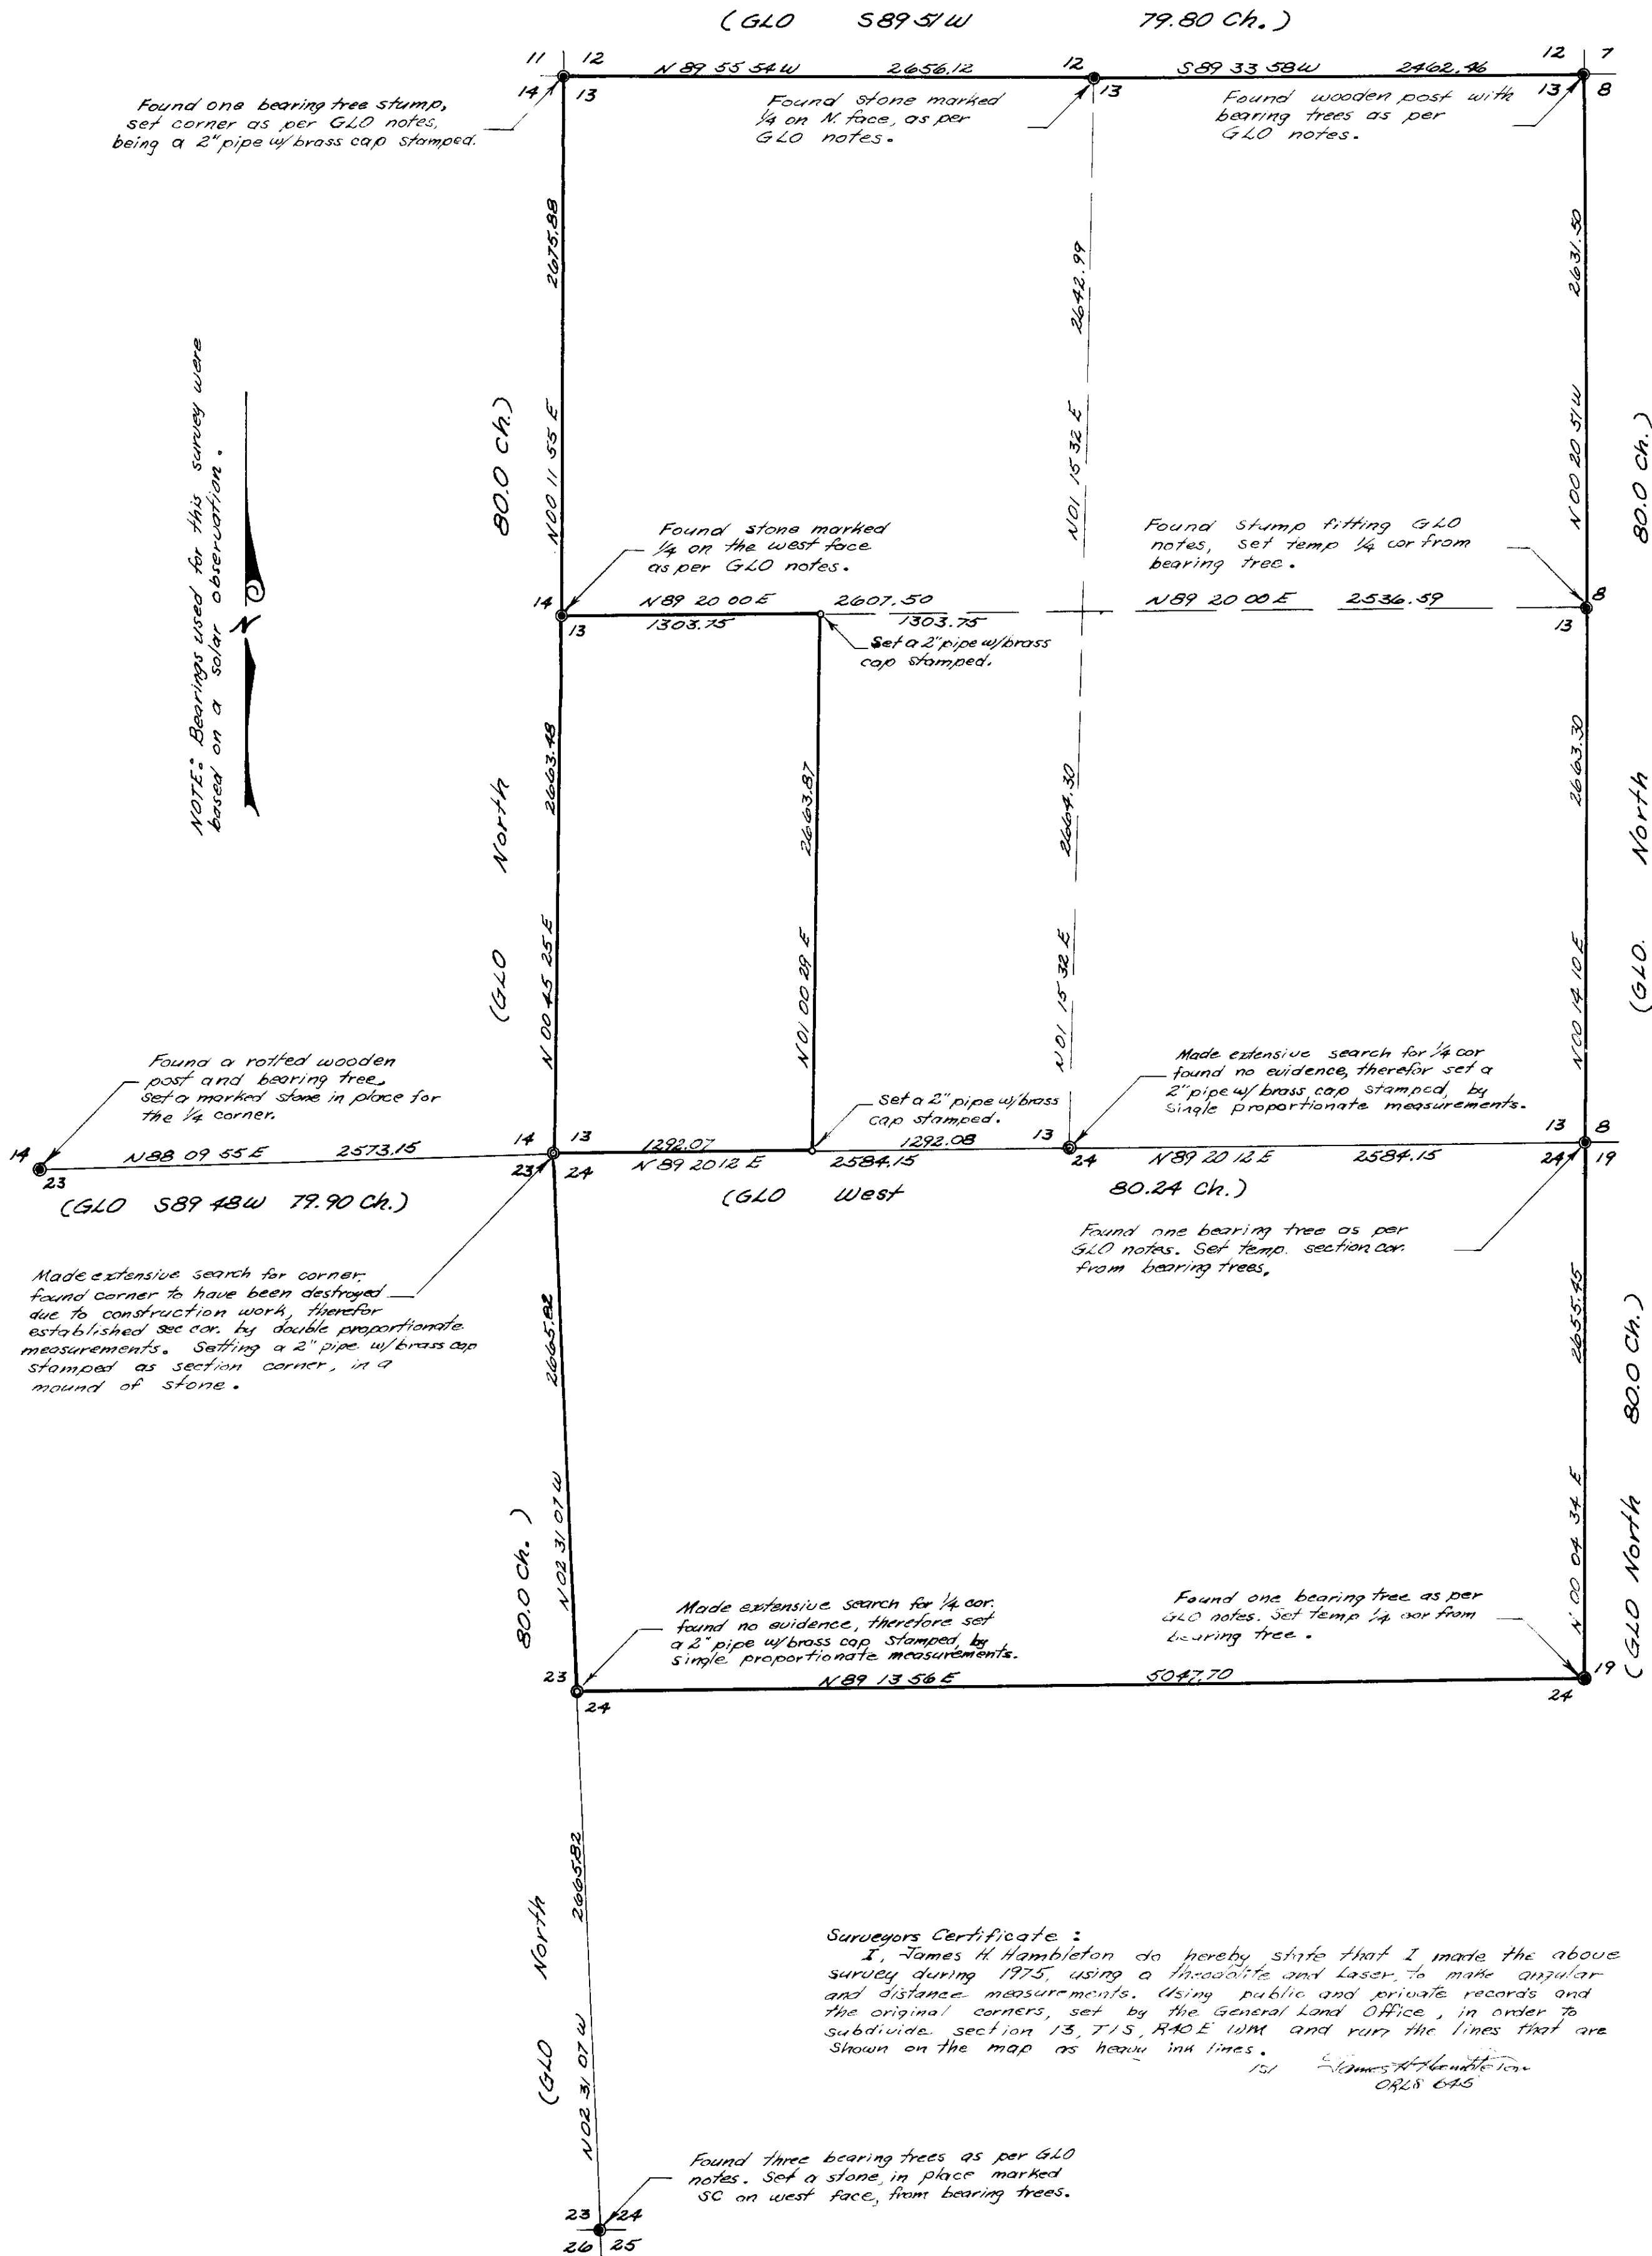 (GLO S89 51W 79.80 Ch.)
11 12
N 89 55 54 W 2656.12
12
S89 33 58W 2462.46
12 7
14 13
13
13 8
Found one bearing tree stump,
set corner as per GLO notes,
being a 2" pipe w/ brass cap stamped.
Found stone marked
1/4 on N. face, as per
GLO notes.
Found wooden post with
bearing trees as per
GLO notes.
2675.88
N00 11 55 E
80.0 Ch.)
2642.99
N01 15 32 E
2631.50
N00 20 51W
80.0 Ch.)
NOTE: Bearings used for this survey were
based on a solar observation.
N
Found stone marked
1/4 on the west face
as per GLO notes.
Found stump fitting GLO
notes, set temp 1/4 cor from
bearing tree.
14
N89 20 00 E 2607.50
N89 20 00 E 2536.59
8
13
1303.75
1303.75
13
Set a 2" pipe w/brass
cap stamped.
2663.48
N 00 45 25 E
(GLO North
2663.87
N01 00 29 E
2664.30
N01 15 32 E
2663.30
N00 14 10 E
(GLO. North
Found a rotted wooden
post and bearing tree,
set a marked stone in place for
the 1/4 corner.
Set a 2" pipe w/brass
cap stamped.
Made extensive search for 1/4 cor
found no evidence, therefor set a
2" pipe w/ brass cap stamped, by
single proportionate measurements.
14
N88 09 55 E 2573.15
14 13
1292.07
1292.08
13
13 8
23
23 24
N 89 20 12 E 2584.15
24
N89 20 12 E 2584.15
24 19
(GLO S89 48W 79.90 Ch.)
(GLO West 80.24 Ch.)
Found one bearing tree as per
GLO notes. Set temp. section cor.
from bearing trees.
Made extensive search for corner,
found corner to have been destroyed
due to construction work, therefor
established sec cor. by double proportionate
measurements. Setting a 2" pipe w/brass cap
stamped as section corner, in a
mound of stone.
2665.82
N02 31 07 W
80.0 Ch.)
2655.45
N 00 04 34 E
(GLO North 80.0 Ch.)
Made extensive search for 1/4 cor.
found no evidence, therefore set
a 2" pipe w/brass cap stamped, by
single proportionate measurements.
Found one bearing tree as per
GLO notes. Set temp 1/4 cor from
bearing tree.
23
N 89 13 56 E 5047.70
19
24
24
2665.82
N02 31 07 W
(GLO North
Surveyors Certificate:
I, James H. Hambleton do hereby state that I made the above
survey during 1975, using a theodolite and Laser, to make angular
and distance measurements. Using public and private records and
the original corners, set by the General Land Office, in order to
subdivide section 13, T1S, R40E WM and run the lines that are
shown on the map as heavy ink lines.
/s/ James H Hambleton
ORLS 645
Found three bearing trees as per GLO
notes. Set a stone, in place marked
SC on west face, from bearing trees.
23 24
26 25